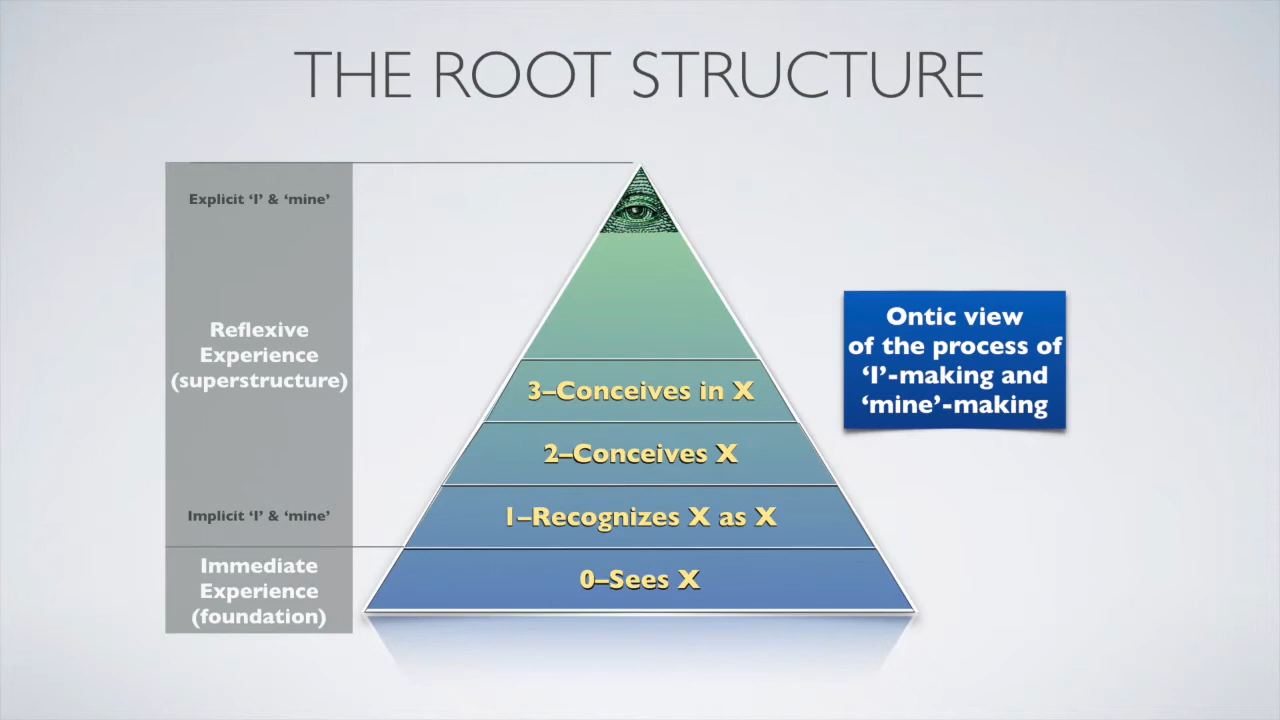 THE ROOT STRUCTURE
Explicit ‘I’ & ‘mine’
Reflexive
Experience
(superstructure)
Implicit ‘I’ & ‘mine’
Immediate
Experience
(foundation)
3–Conceives in X
2–Conceives X
1–Recognizes X as X
0–Sees X
Ontic view
of the process of
‘I’-making and
‘mine’-making